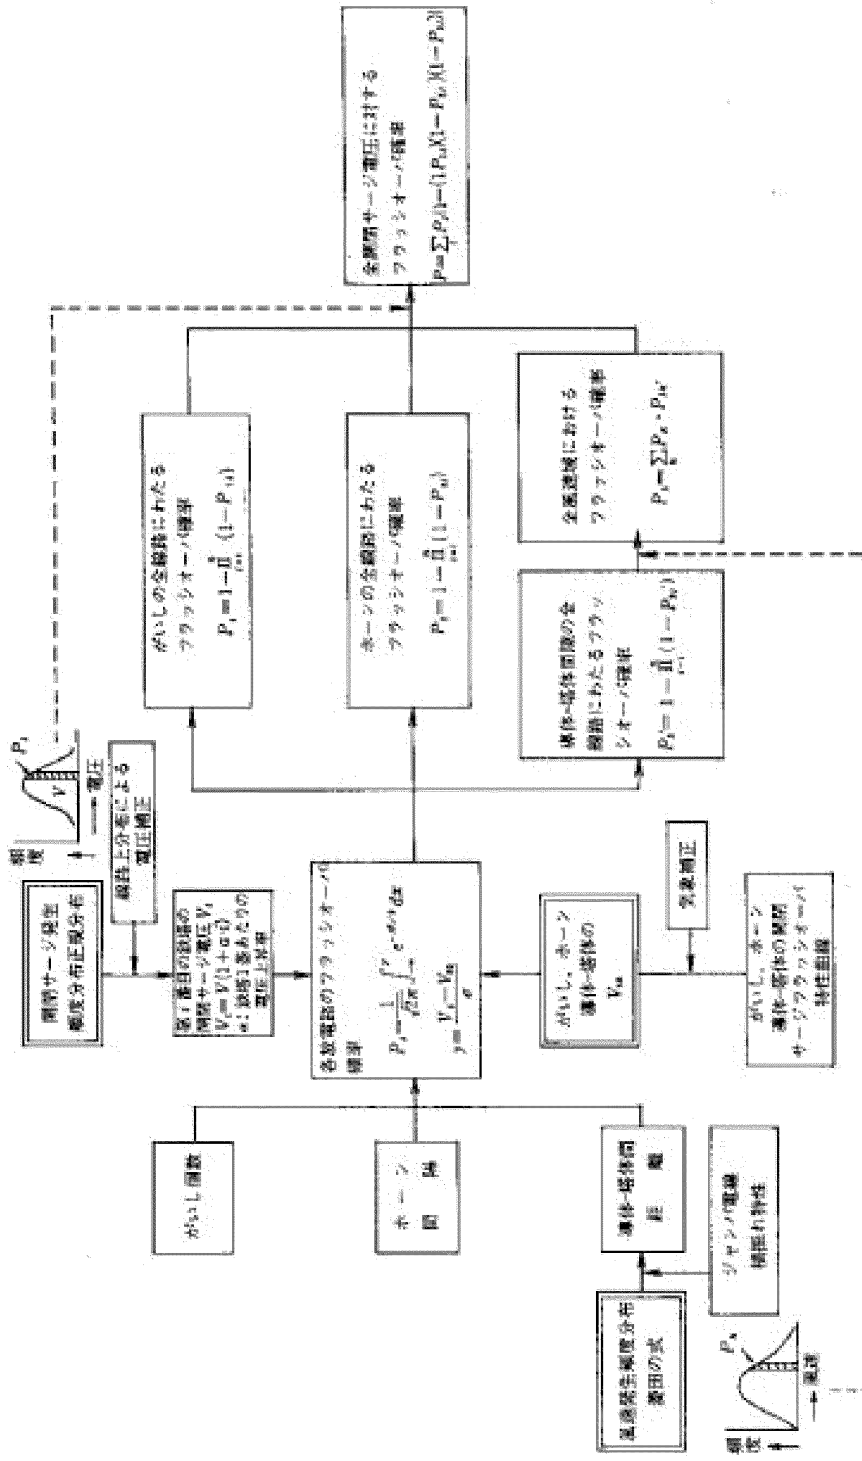 がいし個数
ホーン
間隙
導体-塔体間
距離
風速発生頻度分布
ジャンパ電線
横振れ特性
頻度
風速
開閉サージ発生
頻度分布正規分布
頻度
電圧
V
線路上分布による
電圧補正
第i番目の鉄塔の
開閉サージ電圧Vi
Vi=V(1+αi)
α:鉄塔1基あたりの
電圧上昇率
各放電路のフラッシオーバ
確率
がいし,ホーン
導体-塔体の
V50
気象補正
がいし,ホーン
導体-塔体の開閉
サージフラッシオーバ
特性曲線
がいしの全線路にわたる
フラッシオーバ確率
ホーンの全線路にわたる
フラッシオーバ確率
導体-塔体間隙の全
線路にわたるフラッ
シオーバ確率
全風速域における
フラッシオーバ確率
全開閉サージ電圧に対する
フラッシオーバ確率